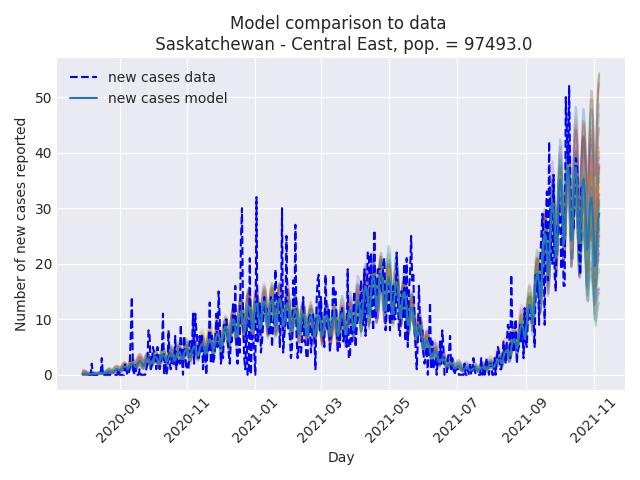 Model comparison to data
Saskatchewan - Central East, pop. = 97493.0
new cases data
new cases model
Number of new cases reported
50
40
30
20
10
0
2020-09
2020-11
2021-01
2021-03
2021-05
2021-07
2021-09
2021-11
Day